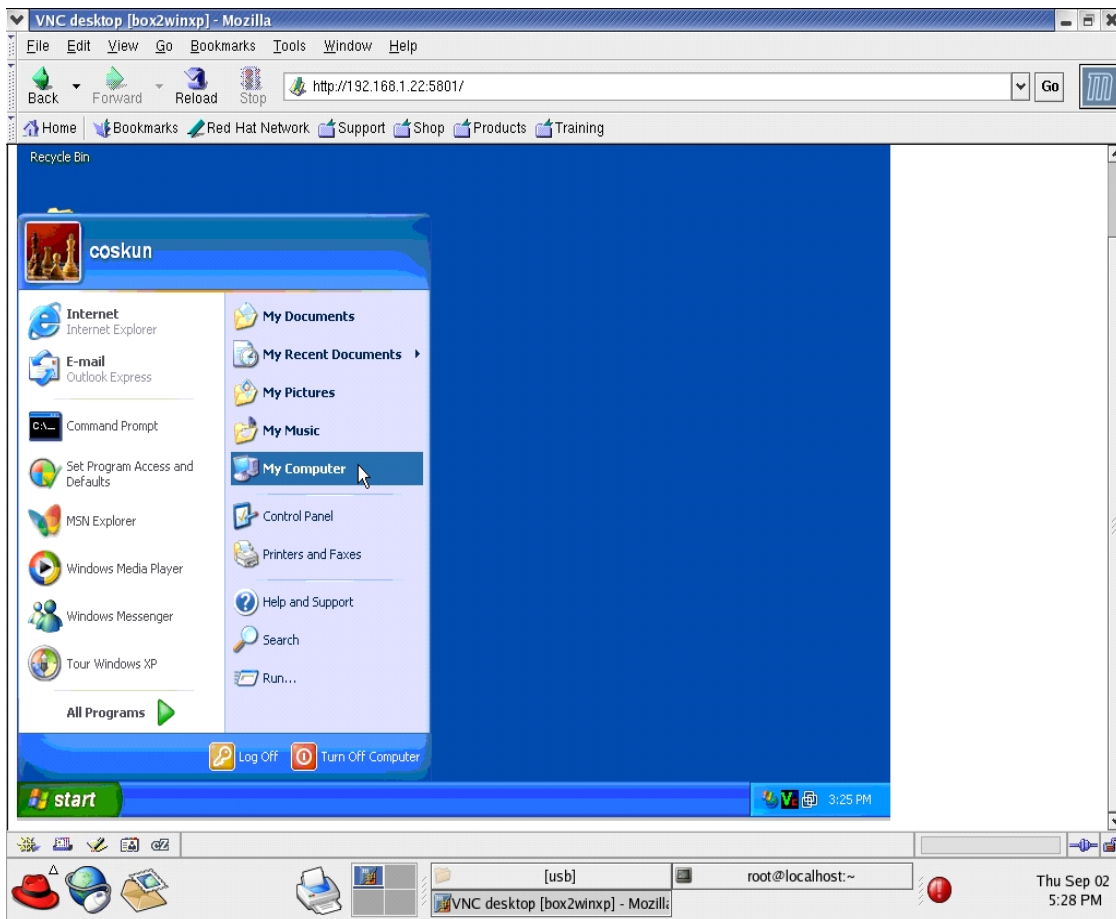 VNC desktop [box2winxp] - Mozilla
File Edit View Go Bookmarks Tools Window Help
Back Forward Reload Stop http://192.168.1.22:5801/ Go
Home Bookmarks Red Hat Network Support Shop Products Training
Recycle Bin
coskun
Internet
Internet Explorer
E-mail
Outlook Express
Command Prompt
Set Program Access and
Defaults
MSN Explorer
Windows Media Player
Windows Messenger
Tour Windows XP
All Programs
My Documents
My Recent Documents
My Pictures
My Music
My Computer
Control Panel
Printers and Faxes
Help and Support
Search
Run...
Log Off Turn Off Computer
start 3:25 PM
[usb] root@localhost:~
VNC desktop [box2winxp] - Mozilla
Thu Sep 02
5:28 PM